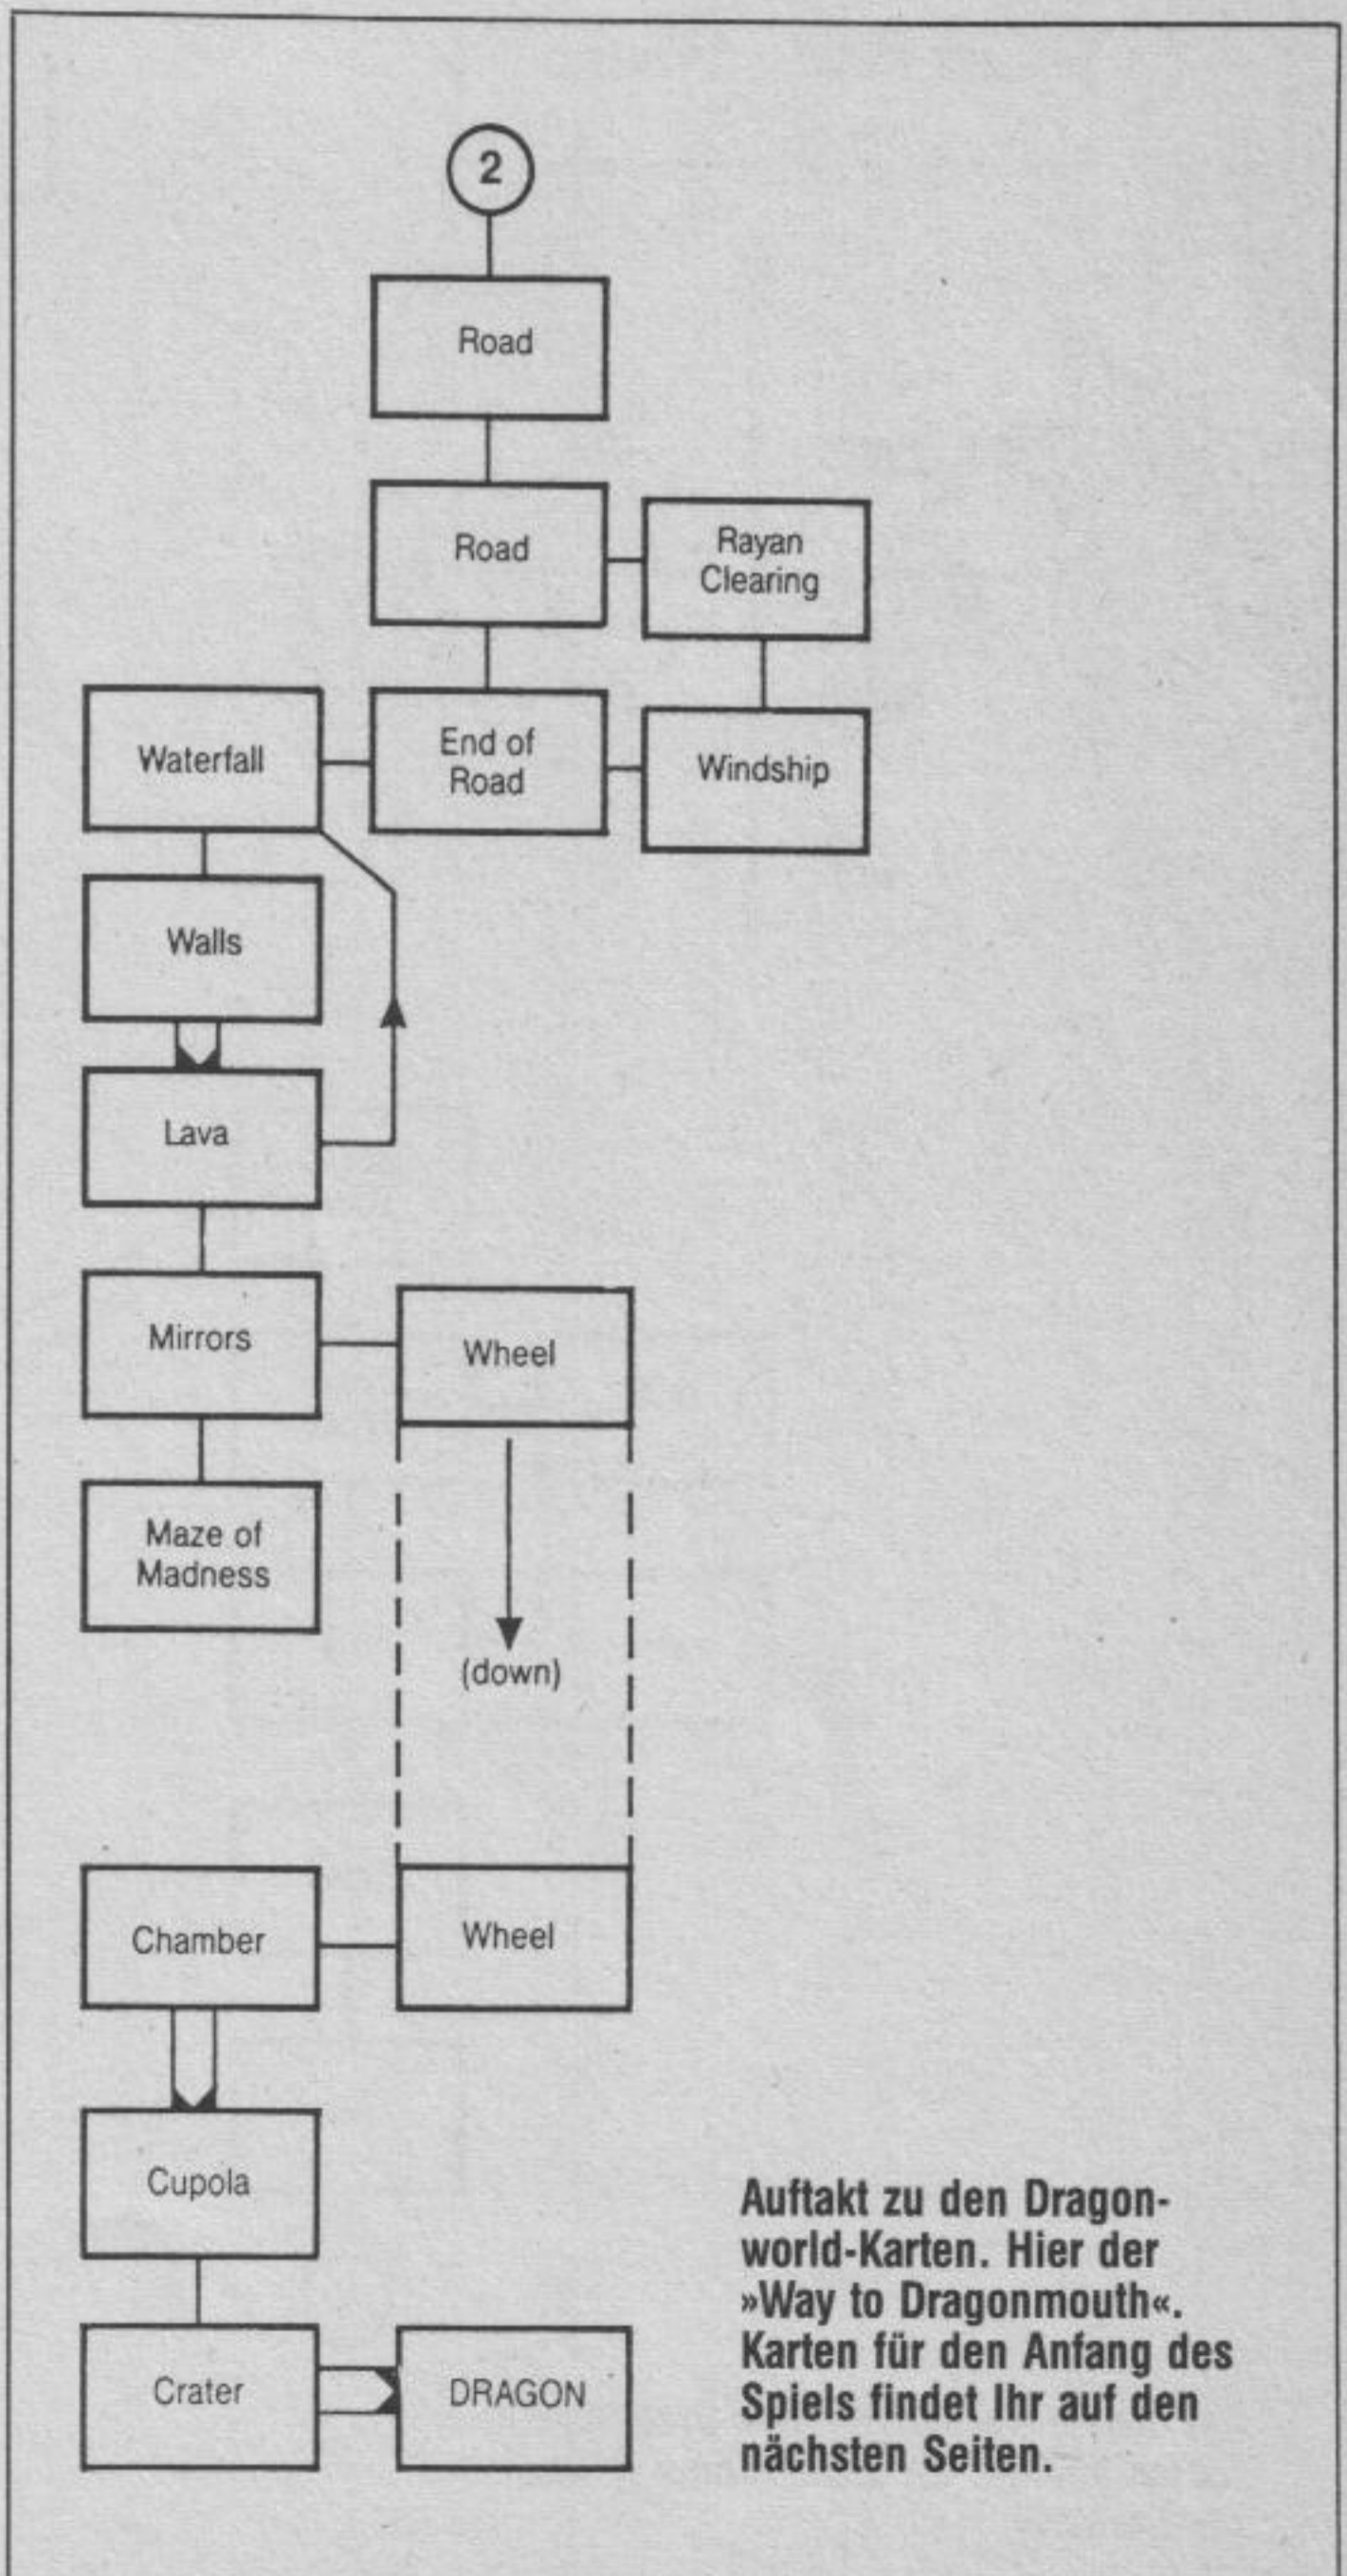 2
Road
Road
Rayan
Clearing
Waterfall
End of
Road
Windship
Walls
Lava
Mirrors
Wheel
Maze of
Madness
(down)
Chamber
Wheel
Cupola
Crater
DRAGON
Auftakt zu den Dragon-
world-Karten. Hier der
»Way to Dragonmouth«.
Karten für den Anfang des
Spiels findet Ihr auf den
nächsten Seiten.